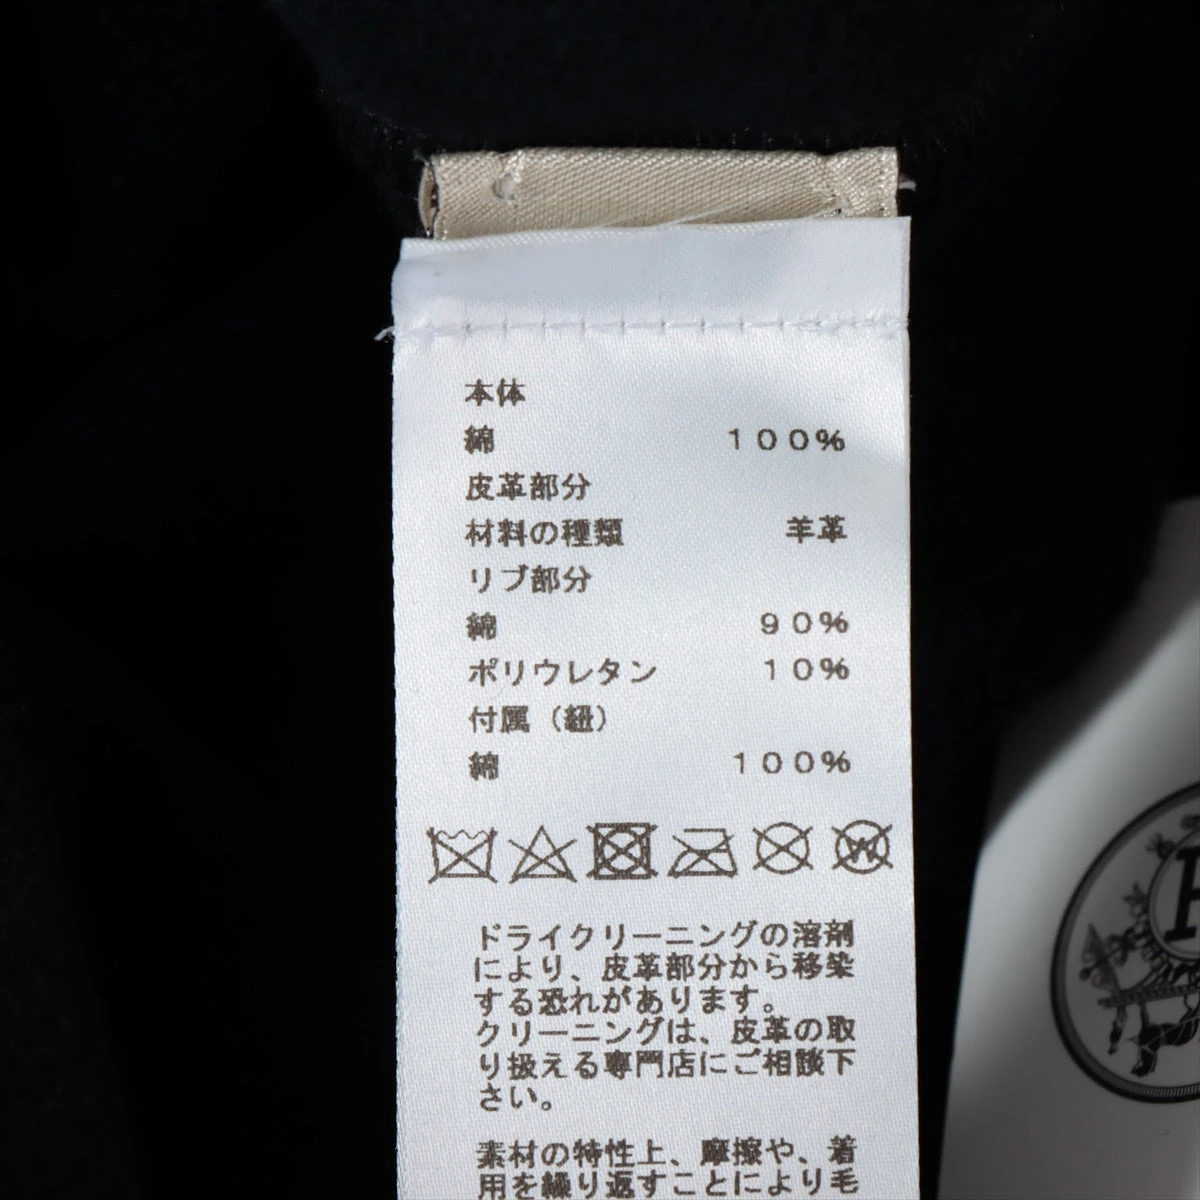 本体
綿 100%
皮革部分
材料の種類 羊革
リブ部分
綿 90%
ポリウレタン 10%
付属（紐）
綿 100%
W
ドライクリーニングの溶剤
により、皮革部分から移染
する恐れがあります。
クリーニングは、皮革の取
り扱える専門店にご相談下
さい。
素材の特性上、摩擦や、着
用を繰り返すことにより毛